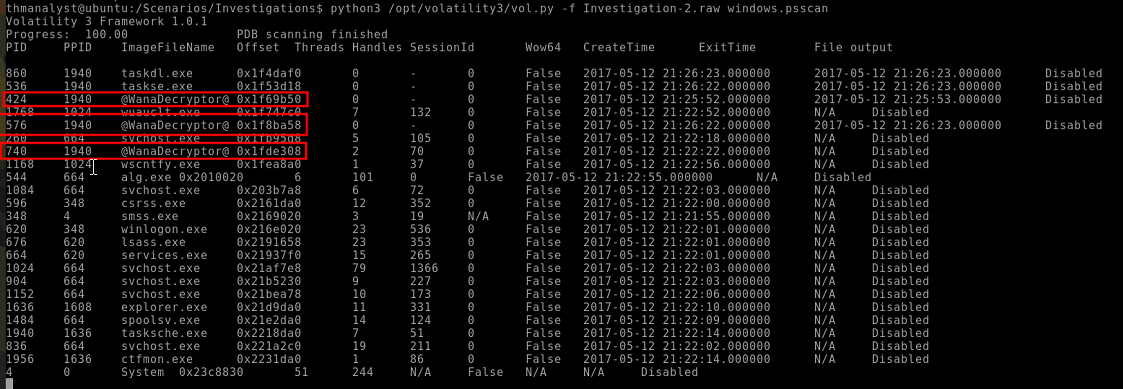 thmanalyst@ubuntu:/Scenarios/Investigations$ python3 /opt/volatility3/vol.py -f Investigation-2.raw windows.psscan
Volatility 3 Framework 1.0.1
Progress: 100.00 PDB scanning finished
PID PPID ImageFileName Offset Threads Handles SessionId Wow64 CreateTime ExitTime File output
860 1940 taskdl.exe 0x1f4daf0 0 - 0 False 2017-05-12 21:26:23.000000 2017-05-12 21:26:23.000000 Disabled
536 1940 taskse.exe 0x1f53d18 0 - 0 False 2017-05-12 21:26:22.000000 2017-05-12 21:26:23.000000 Disabled
424 1940 @WanaDecryptor@ 0x1f69b50 0 - 0 False 2017-05-12 21:25:52.000000 2017-05-12 21:25:53.000000 Disabled
1768 1024 wuauclt.exe 0x1f747c0 7 132 0 False 2017-05-12 21:22:52.000000 N/A Disabled
576 1940 @WanaDecryptor@ 0x1f8ba58 0 - 0 False 2017-05-12 21:26:22.000000 2017-05-12 21:26:23.000000 Disabled
260 664 svchost.exe 0x1fb95d8 5 105 0 False 2017-05-12 21:22:18.000000 N/A Disabled
740 1940 @WanaDecryptor@ 0x1fde308 2 70 0 False 2017-05-12 21:22:22.000000 N/A Disabled
1168 1024 wscntfy.exe 0x1fea8a0 1 37 0 False 2017-05-12 21:22:56.000000 N/A Disabled
544 664 alg.exe 0x2010020 6 101 0 False 2017-05-12 21:22:55.000000 N/A Disabled
1084 664 svchost.exe 0x203b7a8 6 72 0 False 2017-05-12 21:22:03.000000 N/A Disabled
596 348 csrss.exe 0x2161da0 12 352 0 False 2017-05-12 21:22:00.000000 N/A Disabled
348 4 smss.exe 0x2169020 3 19 N/A False 2017-05-12 21:21:55.000000 N/A Disabled
620 348 winlogon.exe 0x216e020 23 536 0 False 2017-05-12 21:22:01.000000 N/A Disabled
676 620 lsass.exe 0x2191658 23 353 0 False 2017-05-12 21:22:01.000000 N/A Disabled
664 620 services.exe 0x21937f0 15 265 0 False 2017-05-12 21:22:01.000000 N/A Disabled
1024 664 svchost.exe 0x21af7e8 79 1366 0 False 2017-05-12 21:22:03.000000 N/A Disabled
904 664 svchost.exe 0x21b5230 9 227 0 False 2017-05-12 21:22:03.000000 N/A Disabled
1152 664 svchost.exe 0x21bea78 10 173 0 False 2017-05-12 21:22:06.000000 N/A Disabled
1636 1608 explorer.exe 0x21d9da0 11 331 0 False 2017-05-12 21:22:10.000000 N/A Disabled
1484 664 spoolsv.exe 0x21e2da0 14 124 0 False 2017-05-12 21:22:09.000000 N/A Disabled
1940 1636 tasksche.exe 0x2218da0 7 51 0 False 2017-05-12 21:22:14.000000 N/A Disabled
836 664 svchost.exe 0x221a2c0 19 211 0 False 2017-05-12 21:22:02.000000 N/A Disabled
1956 1636 ctfmon.exe 0x2231da0 1 86 0 False 2017-05-12 21:22:14.000000 N/A Disabled
4 0 System 0x23c8830 51 244 N/A False N/A N/A Disabled